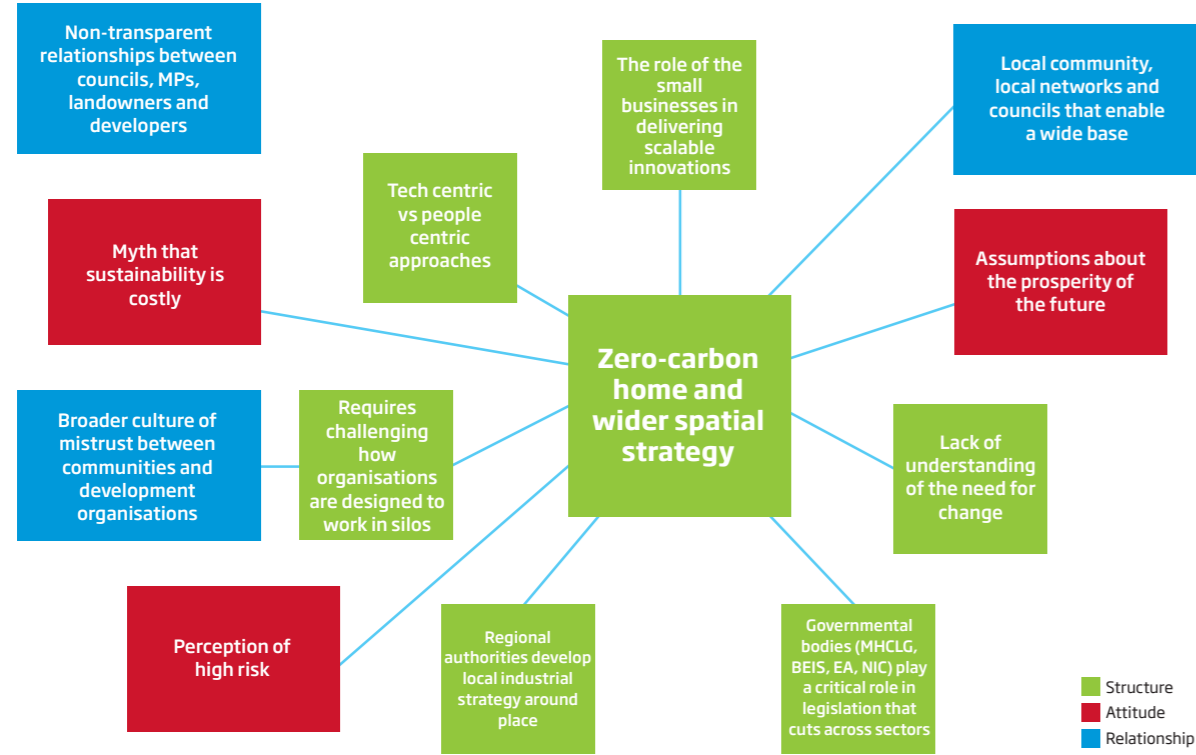 Non-transparent
relationships between
councils, MPs,
landowners and
developers
The role of the
small
businesses in
delivering
scalable
innovations
Local community,
local networks and
councils that enable
a wide base
Tech centric
vs people
centric
approaches
Myth that
sustainability is
costly
Assumptions about
the prosperity of
the future
Zero-carbon
home and
wider spatial
strategy
Broader culture of
mistrust between
communities and
development
organisations
Requires
challenging
how
organisations
are designed to
work in silos
Lack of
understanding
of the need for
change
Perception of
high risk
Regional
authorities develop
local industrial
strategy around
place
Governmental
bodies (MHCLG,
BEIS, EA, NIC) play
a critical role in
legislation that
cuts across sectors
Structure
Attitude
Relationship